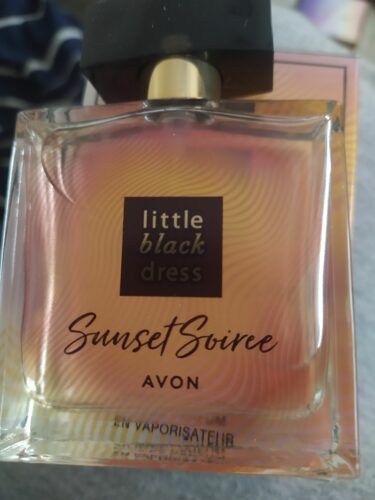 little
black
dress
Sunset Soiree
AVON
EN VAPORISATEUR